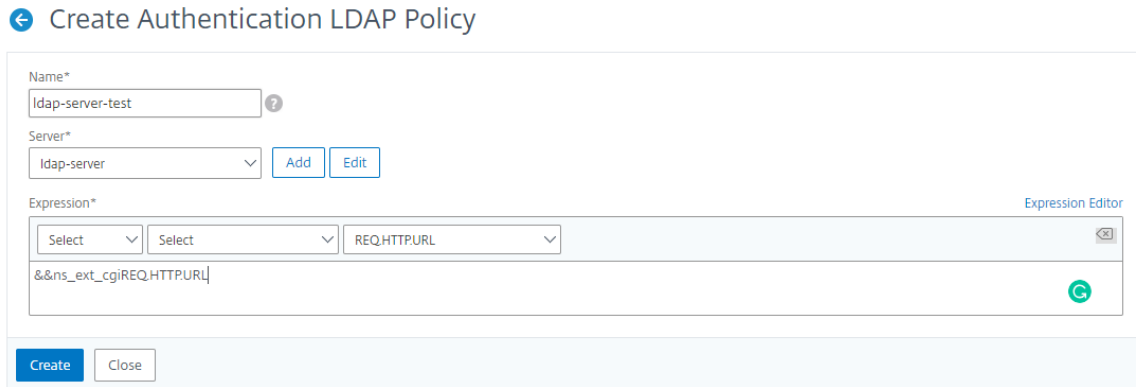 Create Authentication LDAP Policy
Name*
ldap-server-test
?
Server*
ldap-server
Add
Edit
Expression*
Expression Editor
Select
Select
REQ.HTTP.URL
&&ns_ext_cgiREQ.HTTP.URL
Create
Close